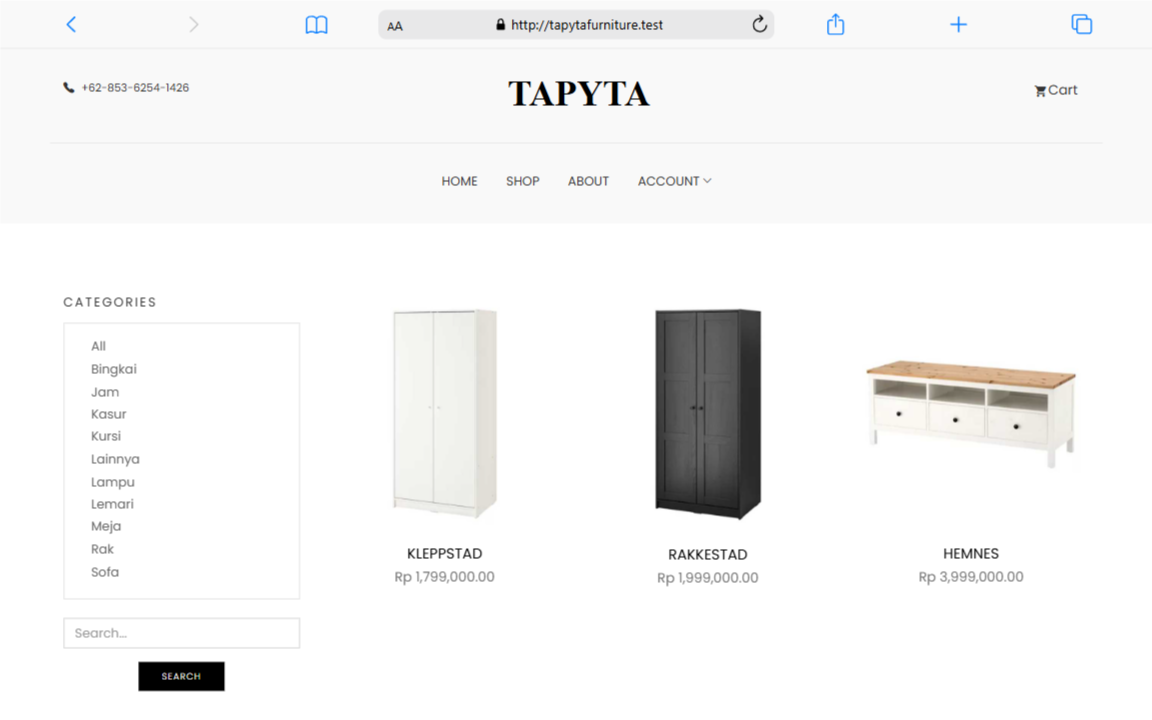 AA http://tapytafurniture.test
+62-853-6254-1426
TAPYTA
Cart
HOME SHOP ABOUT ACCOUNT
CATEGORIES
All
Bingkai
Jam
Kasur
Kursi
Lainnya
Lampu
Lemari
Meja
Rak
Sofa
Search...
SEARCH
KLEPPSTAD
Rp 1,799,000.00
RAKKESTAD
Rp 1,999,000.00
HEMNES
Rp 3,999,000.00